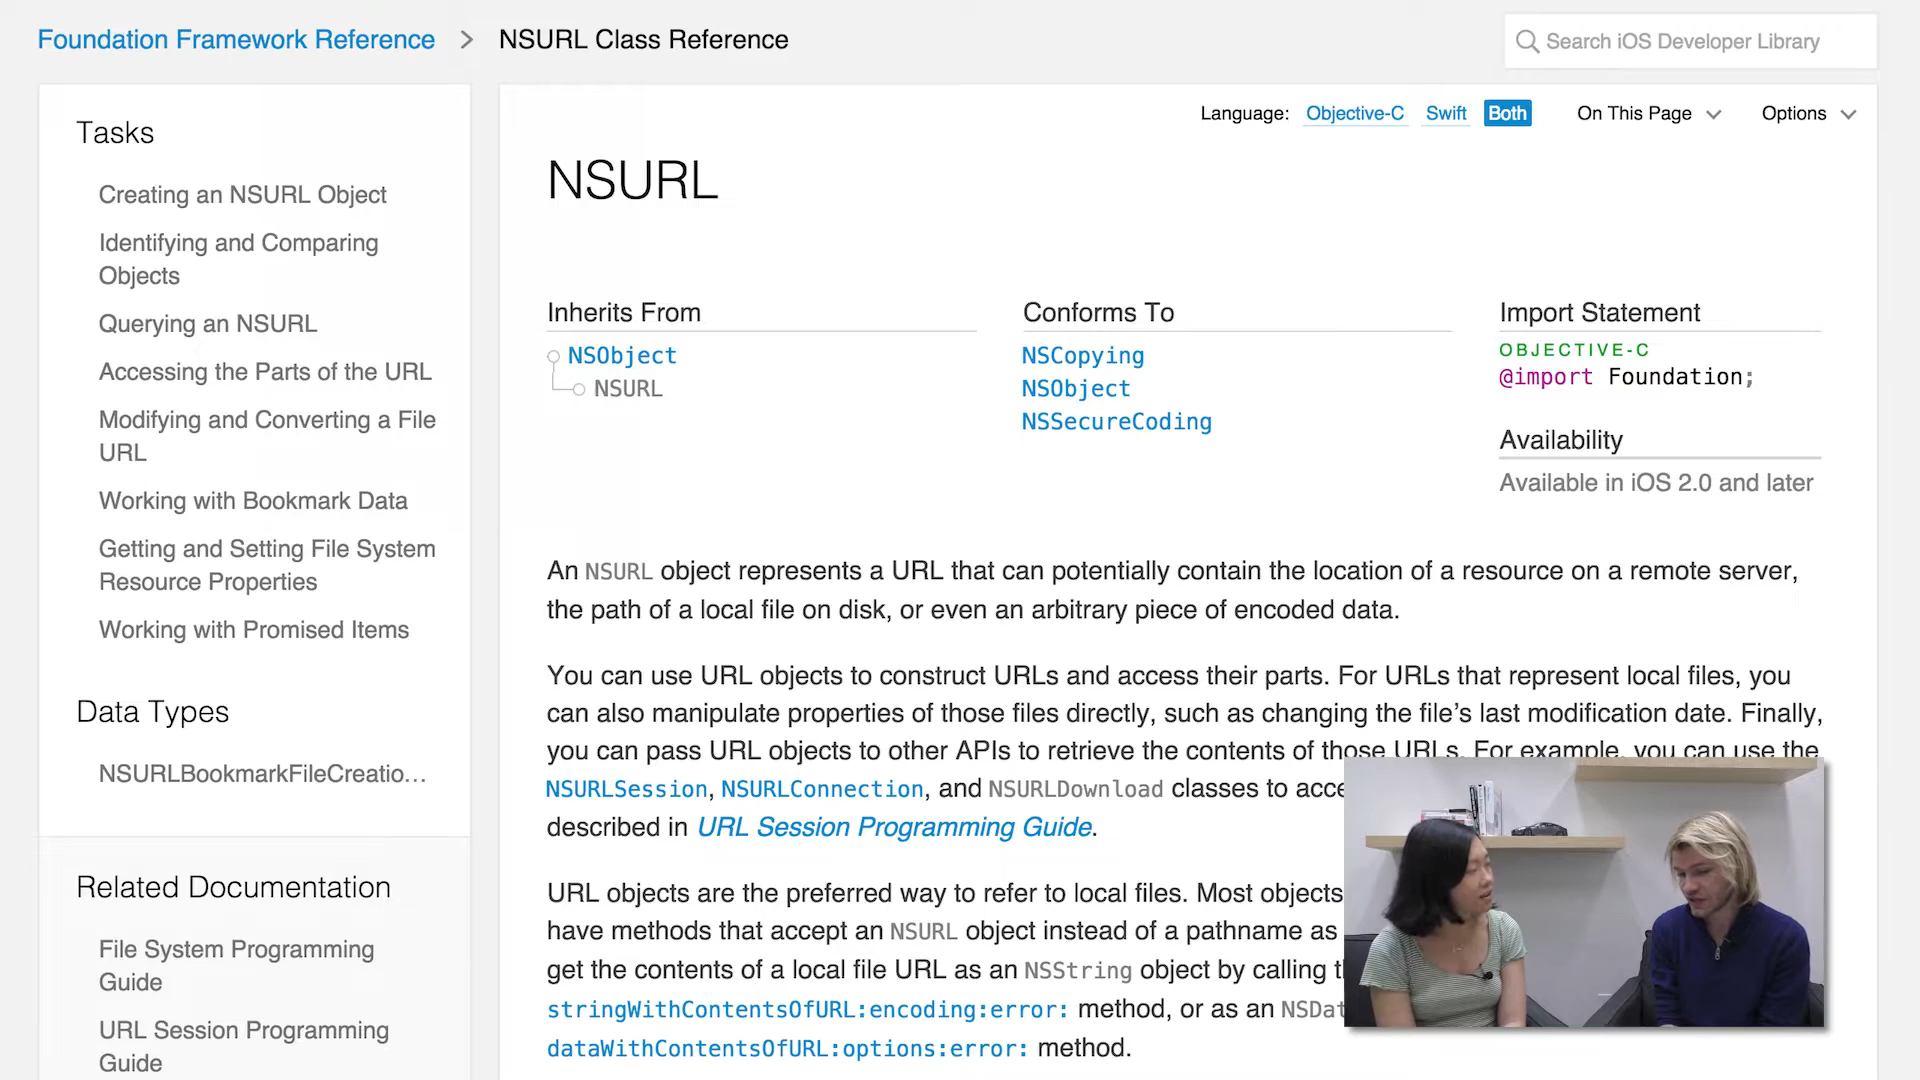 Foundation Framework Reference > NSURL Class Reference
Search iOS Developer Library
Tasks
Creating an NSURL Object
Identifying and Comparing
Objects
Querying an NSURL
Accessing the Parts of the URL
Modifying and Converting a File
URL
Working with Bookmark Data
Getting and Setting File System
Resource Properties
Working with Promised Items
Data Types
NSURLBookmarkFileCreatio...
Related Documentation
File System Programming
Guide
URL Session Programming
Guide
Language: Objective-C Swift Both On This Page Options
NSURL
Inherits From
NSObject
NSURL
Conforms To
NSCopying
NSObject
NSSecureCoding
Import Statement
OBJECTIVE-C
@import Foundation;
Availability
Available in iOS 2.0 and later
An NSURL object represents a URL that can potentially contain the location of a resource on a remote server,
the path of a local file on disk, or even an arbitrary piece of encoded data.
You can use URL objects to construct URLs and access their parts. For URLs that represent local files, you
can also manipulate properties of those files directly, such as changing the file's last modification date. Finally,
you can pass URL objects to other APIs to retrieve the contents of those URLs. For example, you can use the
NSURLSession, NSURLConnection, and NSURLDownload classes to acce
described in URL Session Programming Guide.
URL objects are the preferred way to refer to local files. Most objects
have methods that accept an NSURL object instead of a pathname as
get the contents of a local file URL as an NSString object by calling t
stringWithContentsOfURL:encoding:error: method, or as an NSDat
dataWithContentsOfURL:options:error: method.